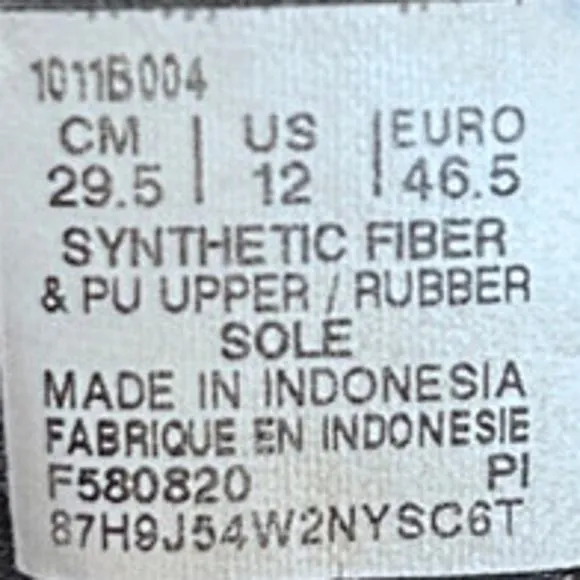 1011B004
CM | US | EURO
29.5 | 12 | 46.5
SYNTHETIC FIBER
& PU UPPER / RUBBER
SOLE
MADE IN INDONESIA
FABRIQUE EN INDONESIE
F580820 PI
87H9J54W2NYSC6T